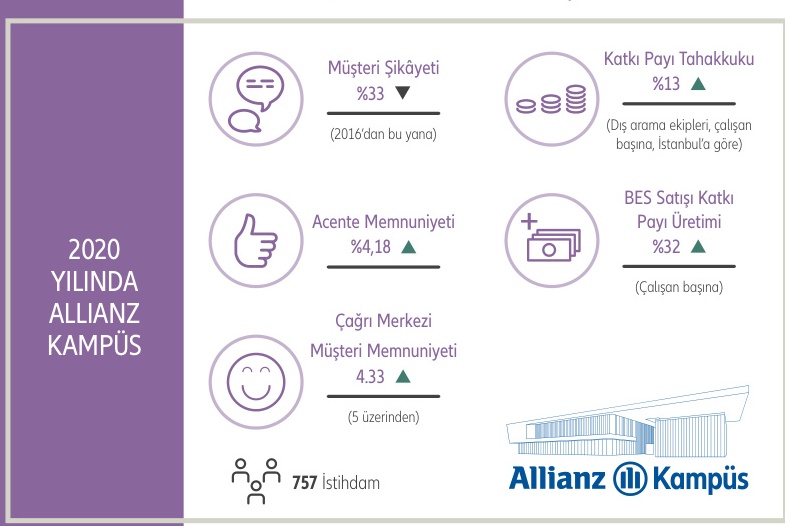 2020
YILINDA
ALLIANZ
KAMPÜS
Müşteri Şikâyeti
%33 ▼
(2016'dan bu yana)
Acente Memnuniyeti
%4,18 ▲
Çağrı Merkezi
Müşteri Memnuniyeti
4.33 ▲
(5 üzerinden)
757 İstihdam
Katkı Payı Tahakkuku
%13 ▲
(Dış arama ekipleri, çalışan
başına, İstanbul'a göre)
BES Satışı Katkı
Payı Üretimi
%32 ▲
(Çalışan başına)
Allianz Kampüs